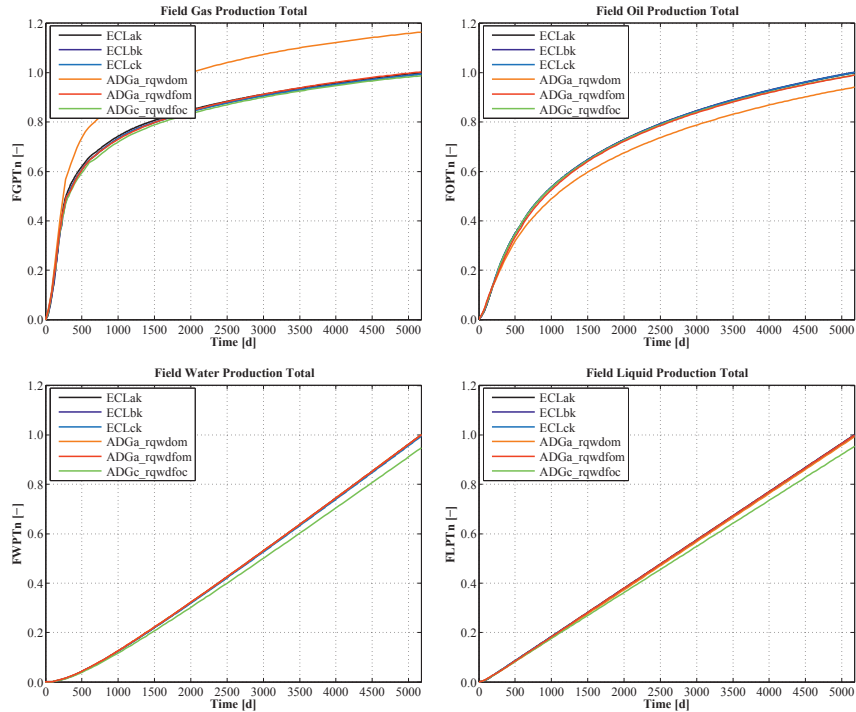 Field Gas Production Total
1.2
1.0
0.8
0.6
0.4
0.2
0.0
FGPTn [−]
ECLak
ECLbk
ECLck
ADGa_rqwdom
ADGa_rqwdfom
ADGc_rqwdfoc
0 500 1000 1500 2000 2500 3000 3500 4000 4500 5000
Time [d]
Field Oil Production Total
1.2
1.0
0.8
0.6
0.4
0.2
0.0
FOPTn [−]
ECLak
ECLbk
ECLck
ADGa_rqwdom
ADGa_rqwdfom
ADGc_rqwdfoc
0 500 1000 1500 2000 2500 3000 3500 4000 4500 5000
Time [d]
Field Water Production Total
1.2
1.0
0.8
0.6
0.4
0.2
0.0
FWPTn [−]
ECLak
ECLbk
ECLck
ADGa_rqwdom
ADGa_rqwdfom
ADGc_rqwdfoc
0 500 1000 1500 2000 2500 3000 3500 4000 4500 5000
Time [d]
Field Liquid Production Total
1.2
1.0
0.8
0.6
0.4
0.2
0.0
FLPTn [−]
ECLak
ECLbk
ECLck
ADGa_rqwdom
ADGa_rqwdfom
ADGc_rqwdfoc
0 500 1000 1500 2000 2500 3000 3500 4000 4500 5000
Time [d]